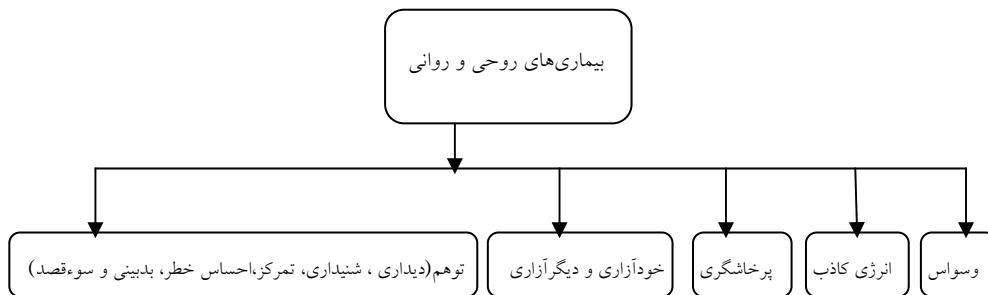 بیماری‌های روحی و روانی
وسواس
انرژی کاذب
پرخاشگری
خودآزاری و دیگرآزاری
توهم(دیداری ، شنیداری، تمرکز،احساس خطر، بدبینی و سوءقصد)